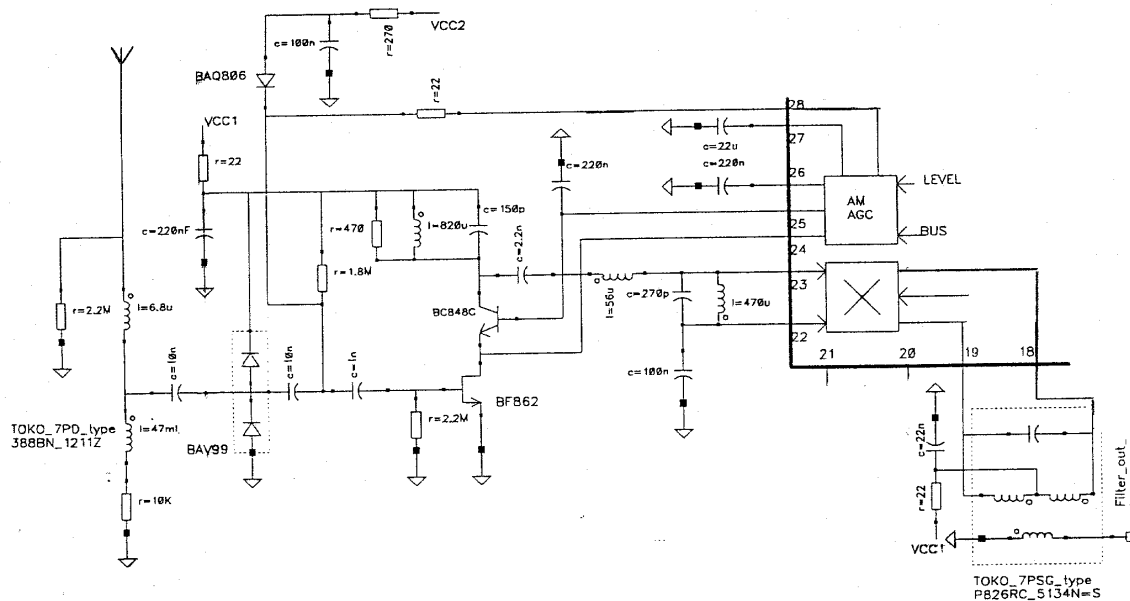 c=100n
r=270
VCC2
BAQ806
r=22
28
VCC1
27
r=22
c=22u
c=220n
c=220n
26
LEVEL
AM
AGC
c=150p
25
BUS
c=220nF
r=470
l=820u
c=2.2n
24
r=1.8M
23
l=56u
c=270p
l=470u
r=2.2M
l=6.8u
BC848C
22
21
20
19
18
c=10n
c=10n
c=1n
c=100n
BF862
TOKO_7PD_type
388BN_1211Z
l=47ml
BAV99
r=2.2M
c=22n
Filter_out_
r=10K
r=22
VCC1
TOKO_7PSG_type
P826RC_5134N=S